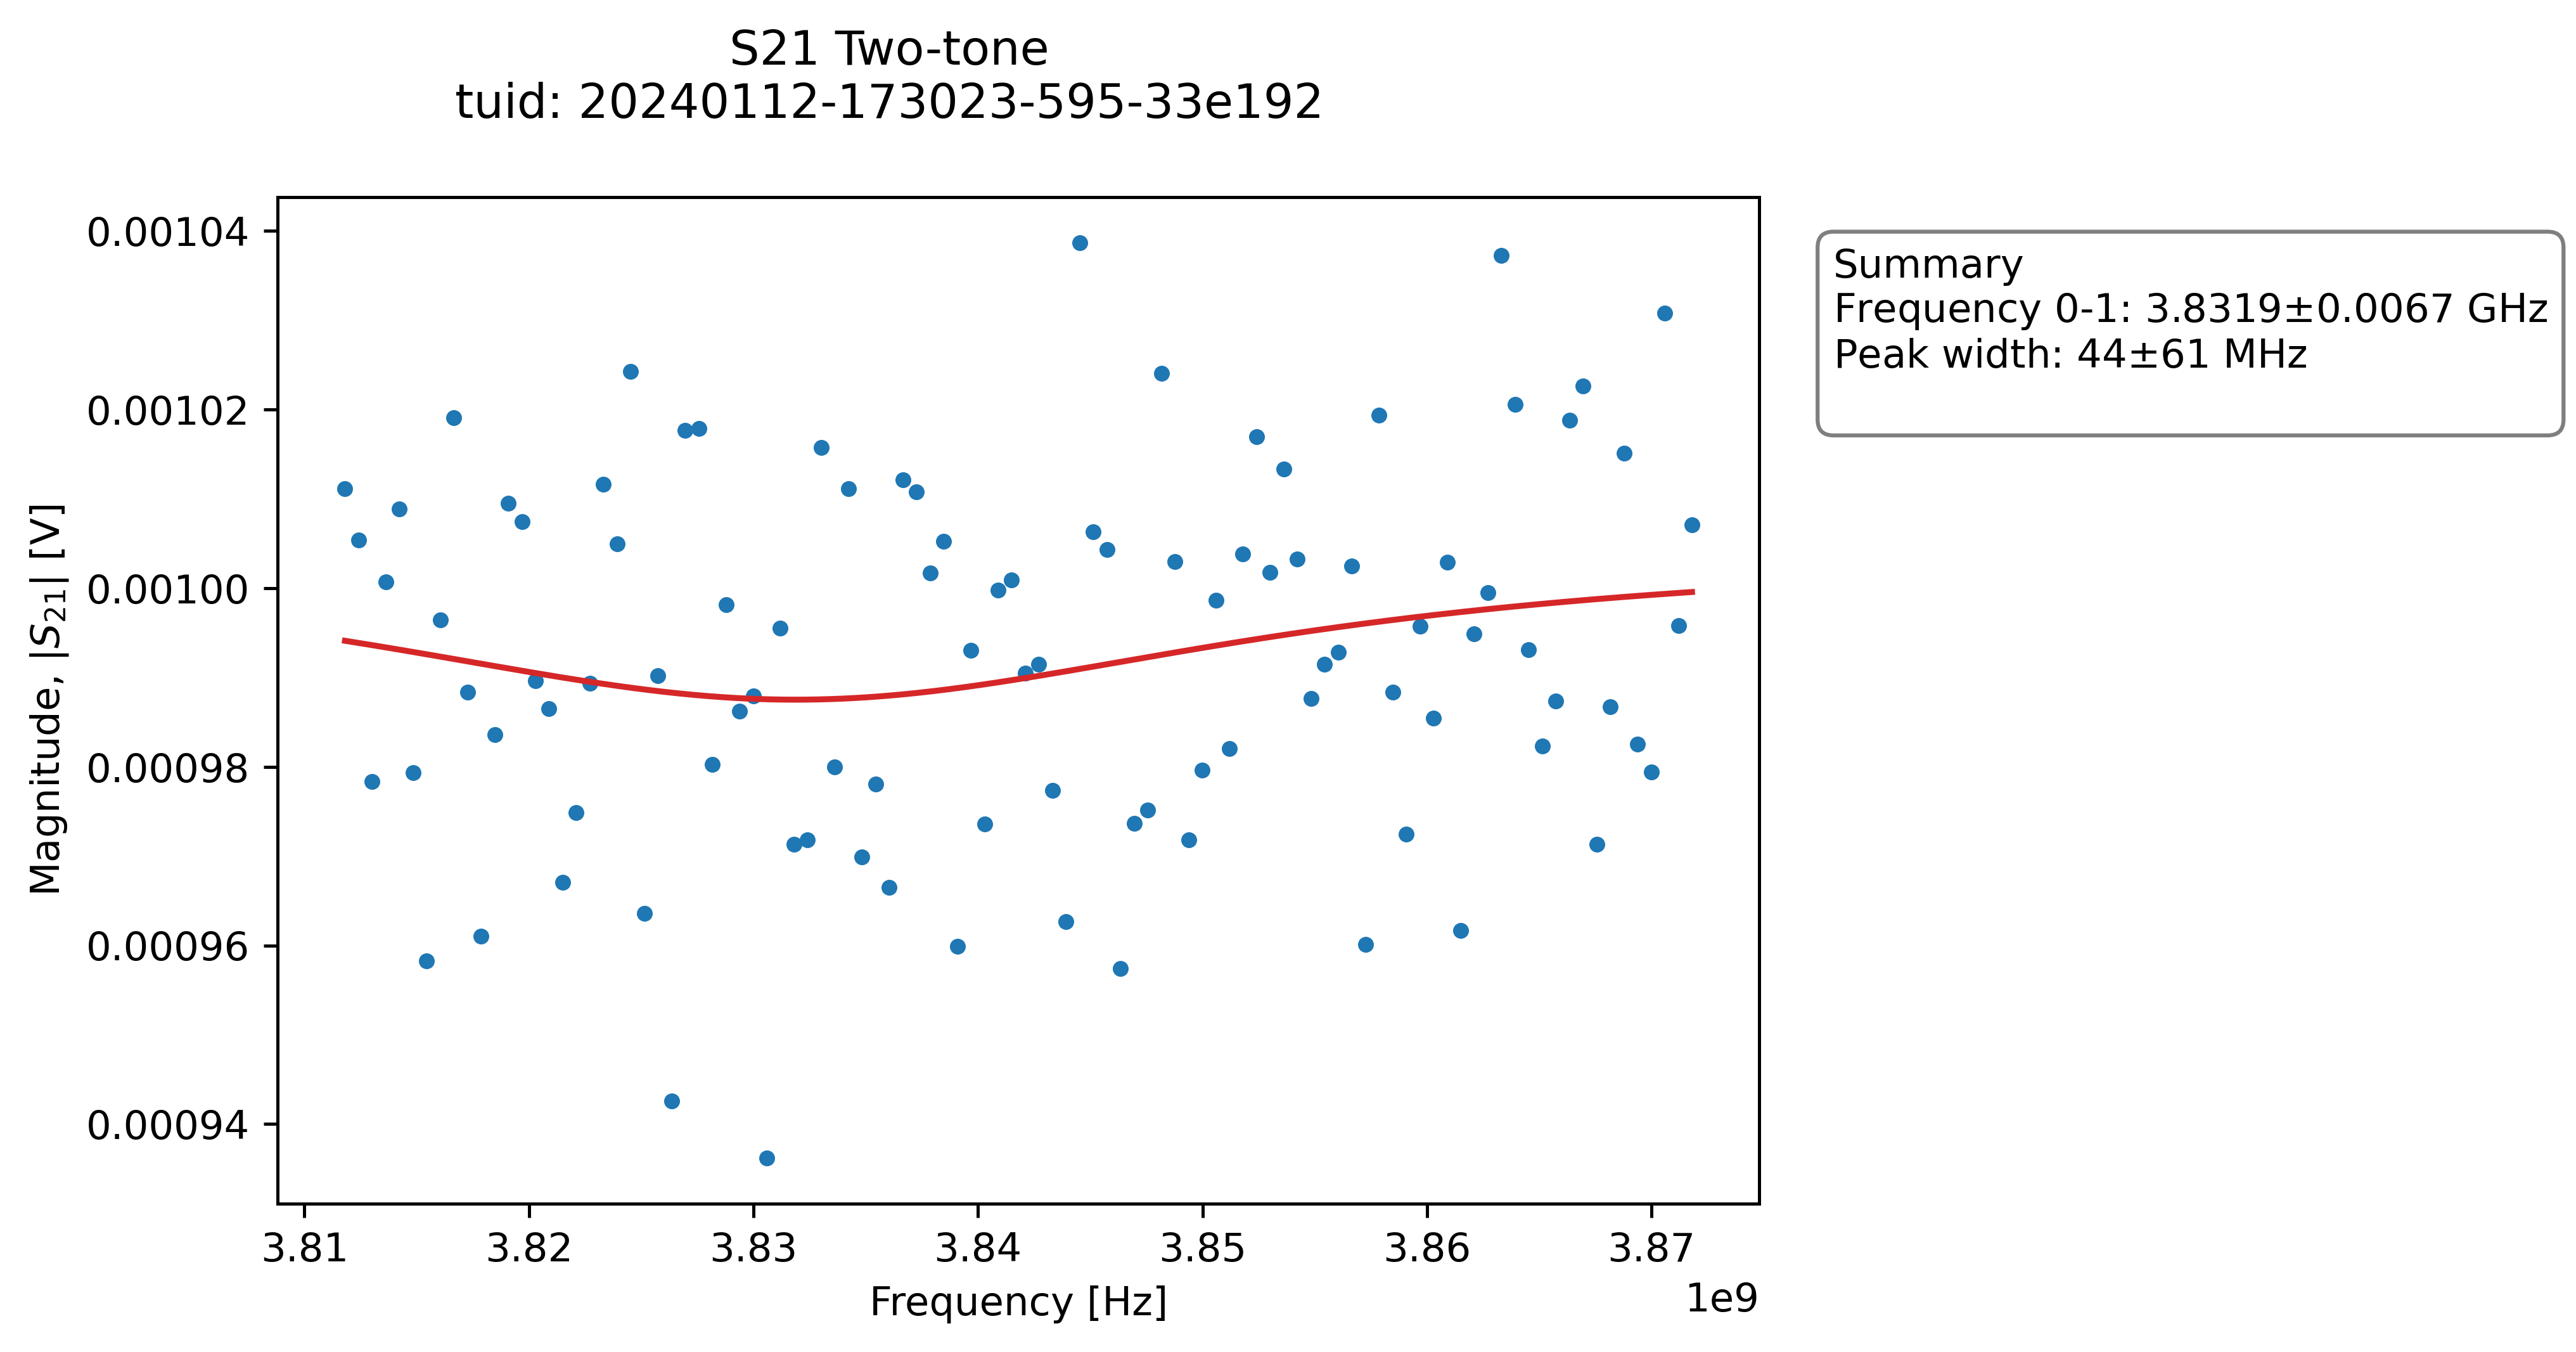 S21 Two-tone
tuid: 20240112-173023-595-33e192
Summary
Frequency 0-1: 3.8319±0.0067 GHz
Peak width: 44±61 MHz
Magnitude, |S21| [V]
0.00104
0.00102
0.00100
0.00098
0.00096
0.00094
3.81 3.82 3.83 3.84 3.85 3.86 3.87
1e9
Frequency [Hz]